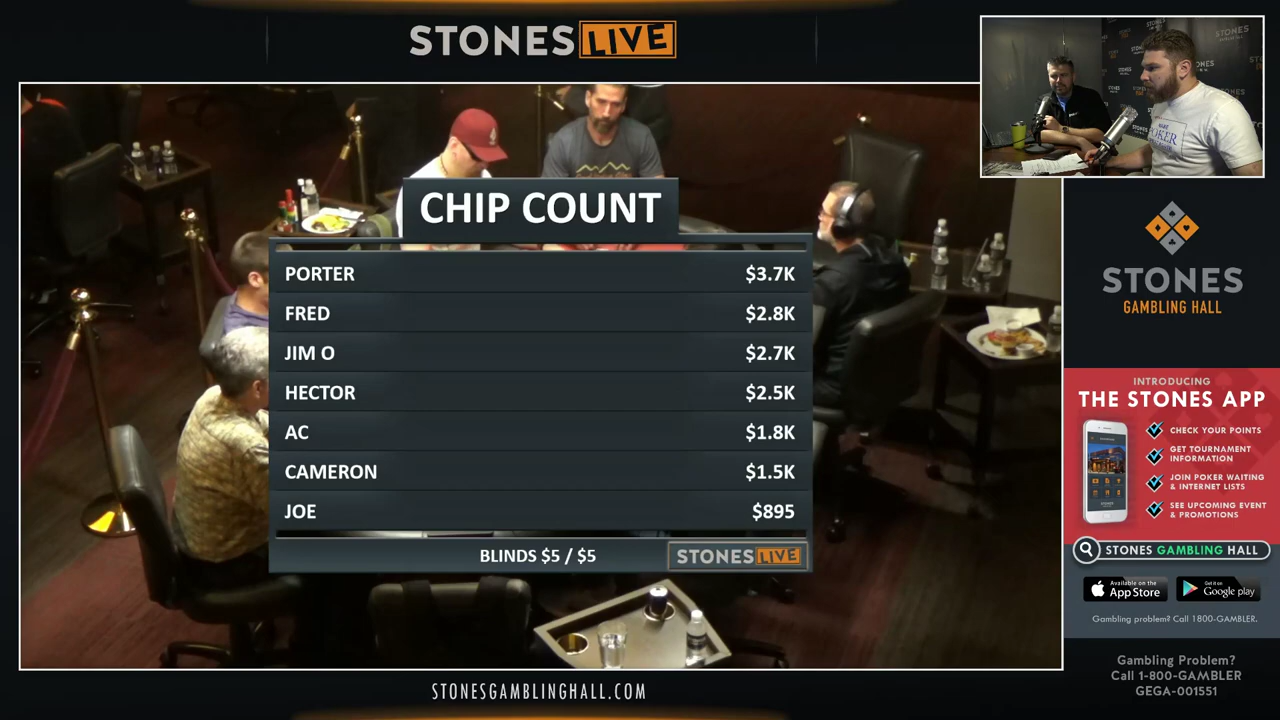 STONES LIVE
STONES
GAMBLING HALL
CHIP COUNT
PORTER $3.7K
FRED $2.8K
JIM O $2.7K
HECTOR $2.5K
AC $1.8K
CAMERON $1.5K
JOE $895
BLINDS $5 / $5 STONES LIVE
INTRODUCING
THE STONES APP
CHECK YOUR POINTS
GET TOURNAMENT
INFORMATION
JOIN POKER WAITING
& INTERNET LISTS
SEE UPCOMING EVENT
& PROMOTIONS
STONES GAMBLING HALL
Available on the
App Store
Get it on
Google play
Gambling problem? Call 1800-GAMBLER.
Gambling Problem?
Call 1-800-GAMBLER
GEGA-001551
STONESGAMBLINGHALL.COM